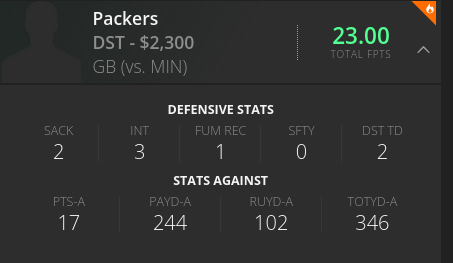 Packers
DST - $2,300
GB (vs. MIN)
23.00
TOTAL FPTS
DEFENSIVE STATS
SACK INT FUM REC SFTY DST TD
2 3 1 0 2
STATS AGAINST
PTS-A PAYD-A RUYD-A TOTYD-A
17 244 102 346